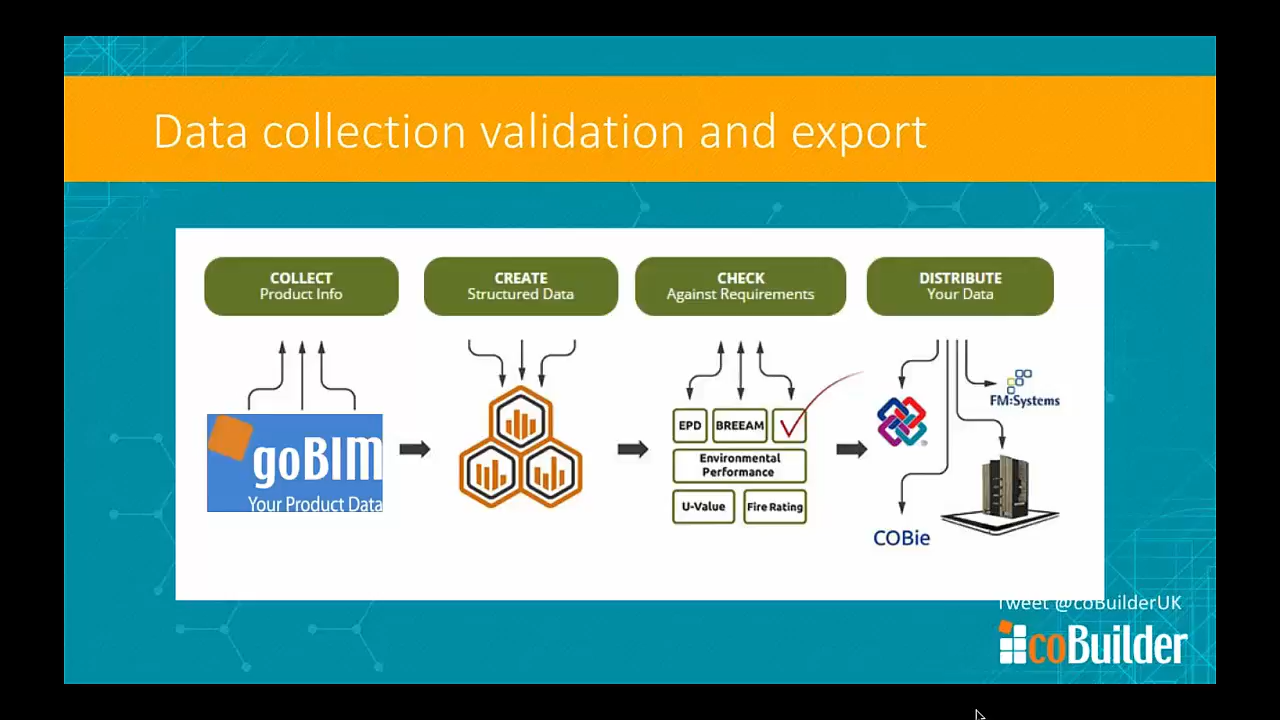 Data collection validation and export
COLLECT
Product Info
CREATE
Structured Data
CHECK
Against Requirements
DISTRIBUTE
Your Data
goBIM
Your Product Data
EPD
BREEAM
Environmental
Performance
U-Value
Fire Rating
FM:Systems
COBie
Tweet @coBuilderUK
coBuilder